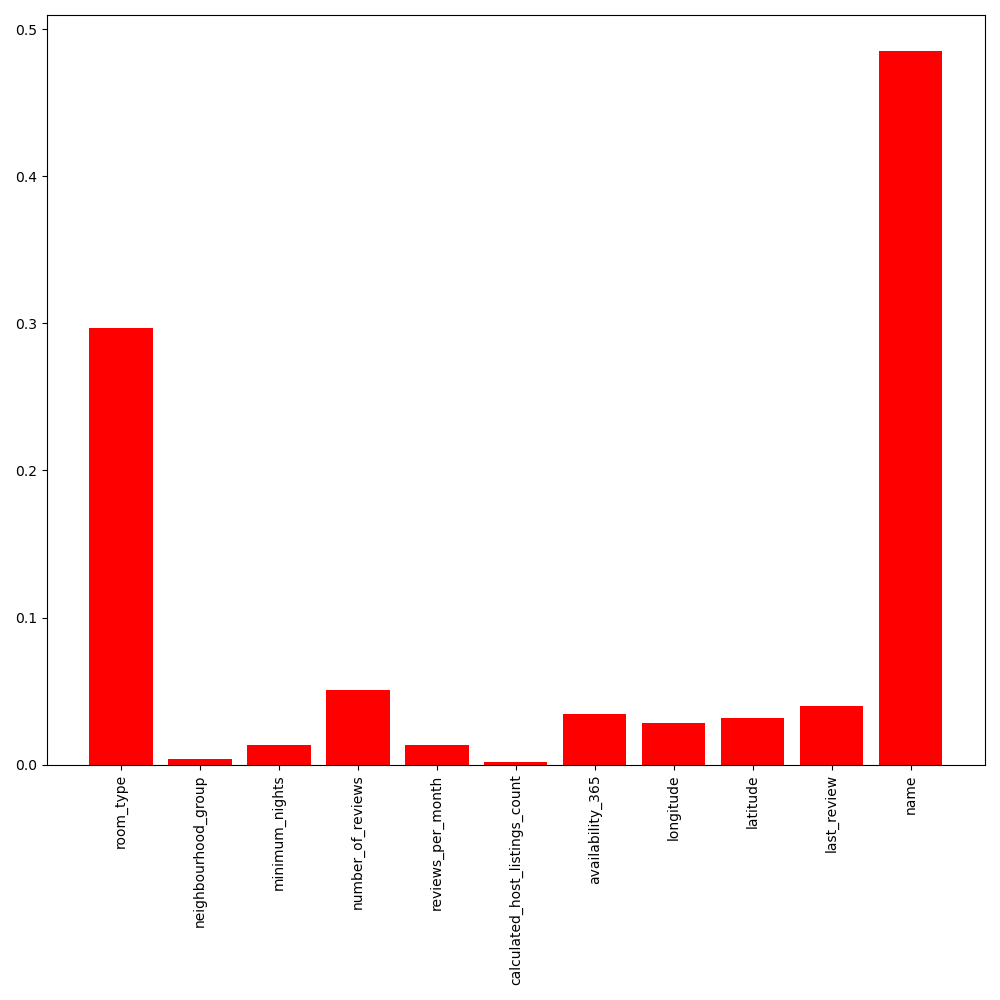 0.5
0.4
0.3
0.2
0.1
0.0
room_type
neighbourhood_group
minimum_nights
number_of_reviews
reviews_per_month
calculated_host_listings_count
availability_365
longitude
latitude
last_review
name